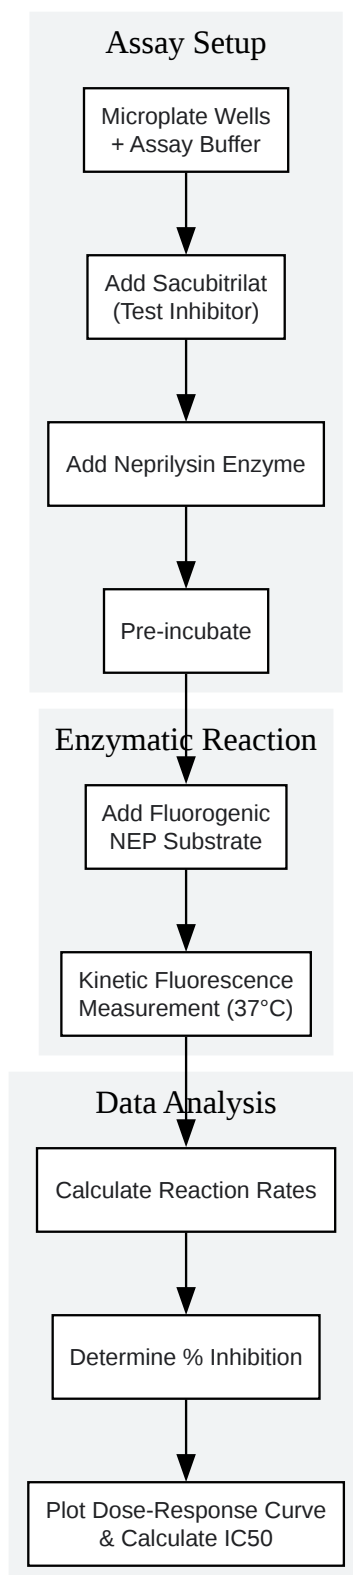 Assay Setup
Microplate Wells
+ Assay Buffer
Add Sacubitrilat
(Test Inhibitor)
Add Neprilysin Enzyme
Pre-incubate
Enzymatic Reaction
Add Fluorogenic
NEP Substrate
Kinetic Fluorescence
Measurement (37°C)
Data Analysis
Calculate Reaction Rates
Determine % Inhibition
Plot Dose-Response Curve
& Calculate IC50